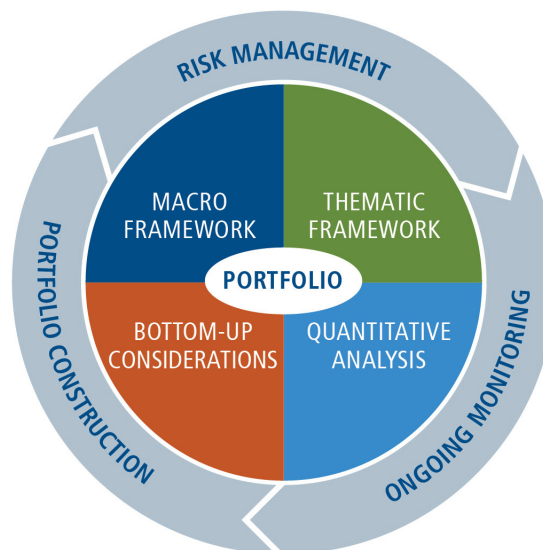 RISK MANAGEMENT
MACRO
FRAMEWORK
THEMATIC
FRAMEWORK
PORTFOLIO
BOTTOM-UP
CONSIDERATIONS
QUANTITATIVE
ANALYSIS
PORTFOLIO CONSTRUCTION
ONGOING MONITORING